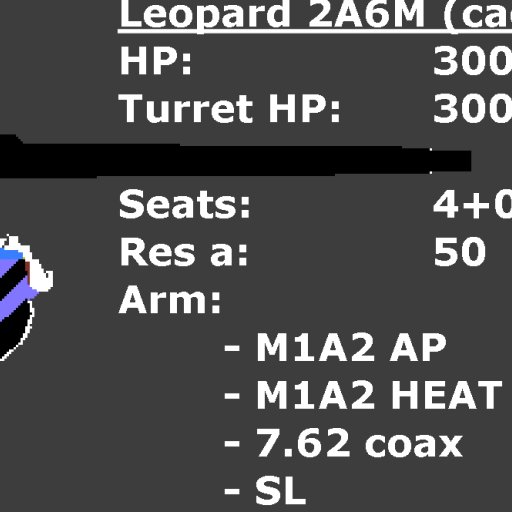 Leopard 2A6M
HP: 300
Turret HP: 300
Seats: 4+0
Res a: 50
Arm:
- M1A2 AP
- M1A2 HEAT
- 7.62 coax
- SL